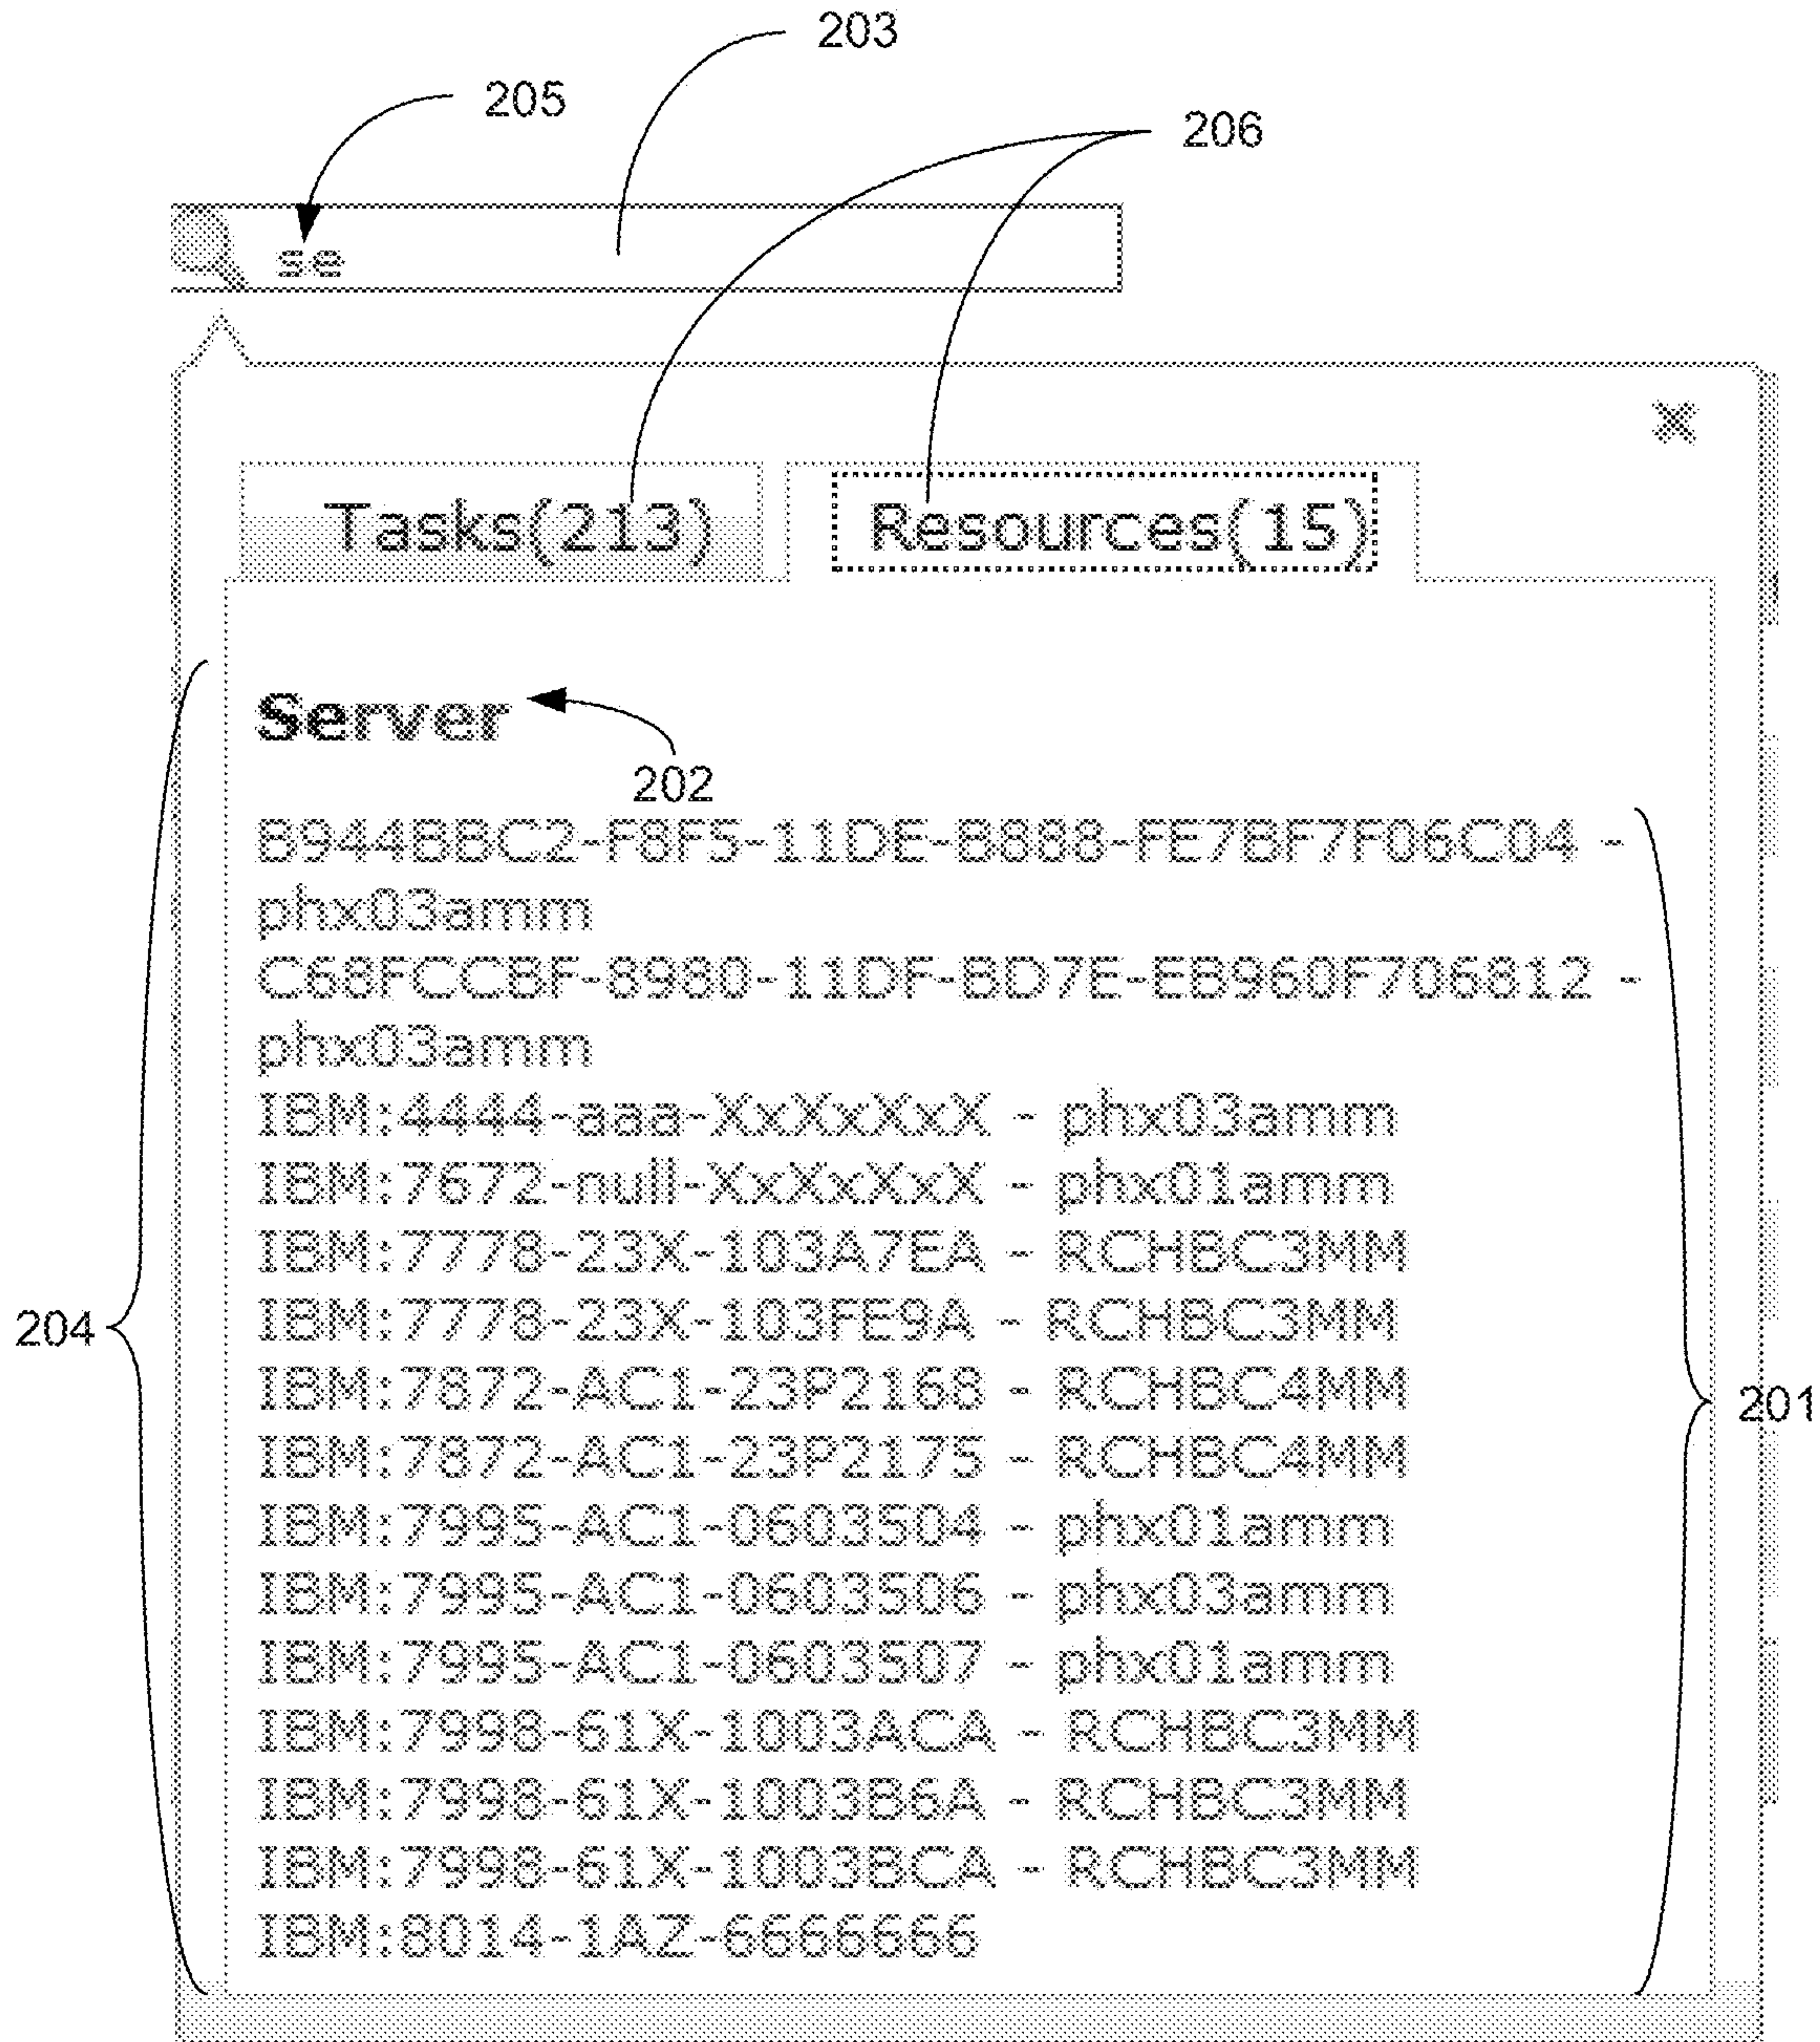 203
205
206
se
x
Tasks(213) Resources(15)
Server
202
B944BBC2-F8F5-11DE-B888-FE7BF7F06C04 -
phx03amm
C68FCCBF-8980-11DF-BD7E-EB960F706812 -
phx03amm
IBM:4444-aaa-XxXxXxX - phx03amm
IBM:7672-null-XxXxXxX - phx01amm
IBM:7778-23X-103A7EA - RCHBC3MM
IBM:7778-23X-103FE9A - RCHBC3MM
204
IBM:7872-AC1-23P2168 - RCHBC4MM
201
IBM:7872-AC1-23P2175 - RCHBC4MM
IBM:7995-AC1-0603504 - phx01amm
IBM:7995-AC1-0603506 - phx03amm
IBM:7995-AC1-0603507 - phx01amm
IBM:7998-61X-1003ACA - RCHBC3MM
IBM:7998-61X-1003B6A - RCHBC3MM
IBM:7998-61X-1003BCA - RCHBC3MM
IBM:8014-1AZ-6666666